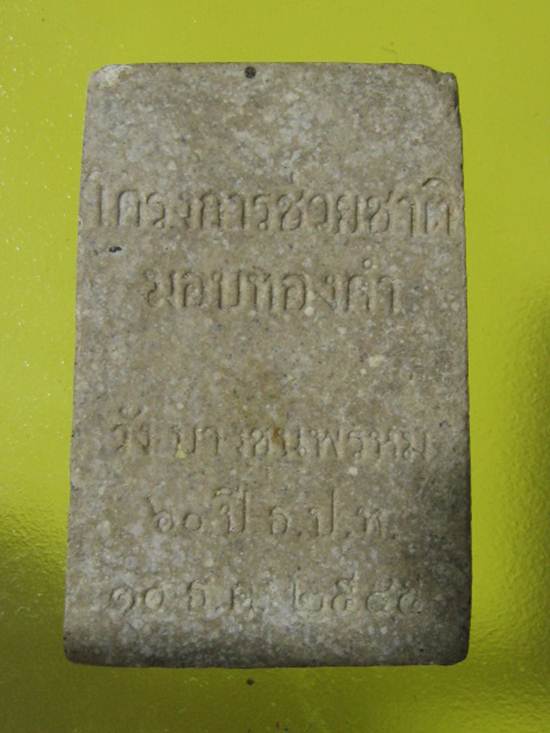 โครงการช่วยชาติ
มอบทองคำ
วังบางขุนพรหม
๖๐ ปี ธ.ป.ท.
๑๐ ธ.ค. ๒๕๔๕